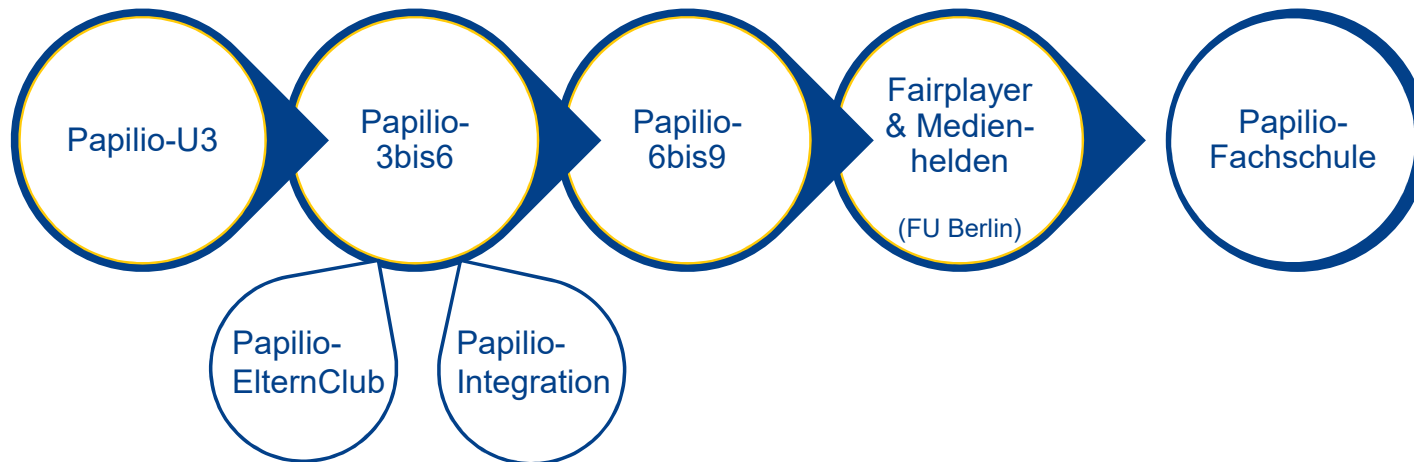 Papilio-U3
Papilio-
3bis6
Papilio-
6bis9
Fairplayer
& Medien-
helden
(FU Berlin)
Papilio-
Fachschule
Papilio-
ElternClub
Papilio-
Integration